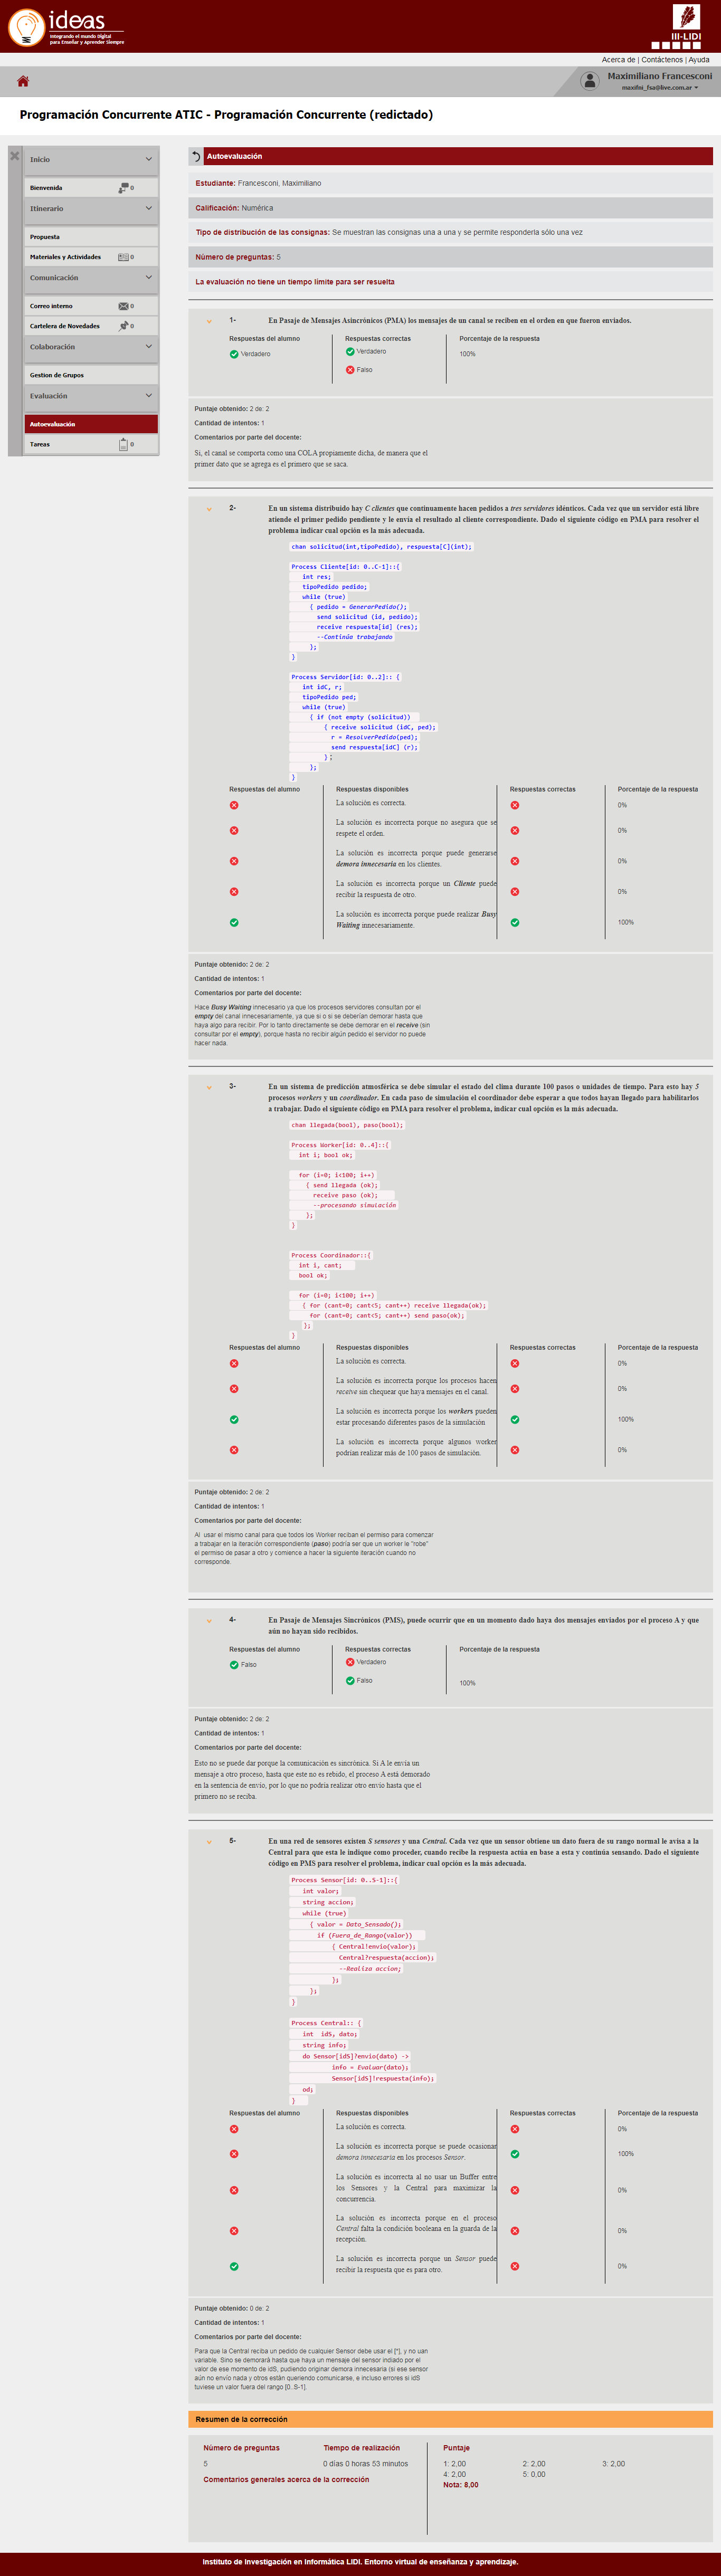 ideas
Integrando el mundo Digital
para Enseñar y Aprender Siempre
III-LIDI
Acerca de | Contáctenos | Ayuda
Maximiliano Francesconi
maxifni_fsa@live.com.ar
Programación Concurrente ATIC - Programación Concurrente (redictado)
Inicio
Bienvenida 0
Itinerario
Propuesta
Materiales y Actividades 0
Comunicación
Correo interno 0
Cartelera de Novedades 0
Colaboración
Gestion de Grupos
Evaluación
Autoevaluación
Tareas 0
Autoevaluación
Estudiante: Francesconi, Maximiliano
Calificación: Numérica
Tipo de distribución de las consignas: Se muestran las consignas una a una y se permite responderla sólo una vez
Número de preguntas: 5
La evaluación no tiene un tiempo límite para ser resuelta
1- En Pasaje de Mensajes Asincrónicos (PMA) los mensajes de un canal se reciben en el orden en que fueron enviados.
Respuestas del alumno Respuestas correctas Porcentaje de la respuesta
Verdadero Verdadero 100%
Falso
Puntaje obtenido: 2 de: 2
Cantidad de intentos: 1
Comentarios por parte del docente:
Si, el canal se comporta como una COLA propiamente dicha, de manera que el
primer dato que se agrega es el primero que se saca.
2- En un sistema distribuido hay C clientes que continuamente hacen pedidos a tres servidores idénticos. Cada vez que un servidor está libre
atiende el primer pedido pendiente y le envía el resultado al cliente correspondiente. Dado el siguiente código en PMA para resolver el
problema indicar cual opción es la más adecuada.
chan solicitud(int,tipoPedido), respuesta[C](int);
Process Cliente[id: 0..C-1]::{
int res;
tipoPedido pedido;
while (true)
{ pedido = GenerarPedido();
send solicitud (id, pedido);
receive respuesta[id] (res);
--Continúa trabajando
};
}
Process Servidor[id: 0..2]:: {
int idC, r;
tipoPedido ped;
while (true)
{ if (not empty (solicitud))
{ receive solicitud (idC, ped);
r = ResolverPedido(ped);
send respuesta[idC] (r);
};
};
}
Respuestas del alumno Respuestas disponibles Respuestas correctas Porcentaje de la respuesta
La solución es correcta. 0%
La solución es incorrecta porque no asegura que se
respete el orden. 0%
La solución es incorrecta porque puede generarse
demora innecesaria en los clientes. 0%
La solución es incorrecta porque un Cliente puede
recibir la respuesta de otro. 0%
La solución es incorrecta porque puede realizar Busy
Waiting innecesariamente. 100%
Puntaje obtenido: 2 de: 2
Cantidad de intentos: 1
Comentarios por parte del docente:
Hace Busy Waiting innecesario ya que los procesos servidores consultan por el
empty del canal innecesariamente, ya que si o si se deberían demorar hasta que
haya algo para recibir. Por lo tanto directamente se debe demorar en el receive (sin
consultar por el empty), porque hasta no recibir algún pedido el servidor no puede
hacer nada.
3- En un sistema de predicción atmosférica se debe simular el estado del clima durante 100 pasos o unidades de tiempo. Para esto hay 5
procesos workers y un coordinador. En cada paso de simulación el coordinador debe esperar a que todos hayan llegado para habilitarlos
a trabajar. Dado el siguiente código en PMA para resolver el problema, indicar cual opción es la más adecuada.
chan llegada(bool), paso(bool);
Process Worker[id: 0..4]::{
int i; bool ok;
for (i=0; i<100; i++)
{ send llegada (ok);
receive paso (ok);
--procesando simulación
};
}
Process Coordinador::{
int i, cant;
bool ok;
for (i=0; i<100; i++)
{ for (cant=0; cant<5; cant++) receive llegada(ok);
for (cant=0; cant<5; cant++) send paso(ok);
};
}
Respuestas del alumno Respuestas disponibles Respuestas correctas Porcentaje de la respuesta
La solución es correcta. 0%
La solución es incorrecta porque los procesos hacen
receive sin chequear que haya mensajes en el canal. 0%
La solución es incorrecta porque los workers pueden
estar procesando diferentes pasos de la simulación 100%
La solución es incorrecta porque algunos worker
podrían realizar más de 100 pasos de simulación. 0%
Puntaje obtenido: 2 de: 2
Cantidad de intentos: 1
Comentarios por parte del docente:
Al usar el mismo canal para que todos los Worker reciban el permiso para comenzar
a trabajar en la iteración correspondiente (paso) podría ser que un worker le "robe"
el permiso de pasar a otro y comience a hacer la siguiente iteración cuando no
corresponde.
4- En Pasaje de Mensajes Sincrónicos (PMS), puede ocurrir que en un momento dado haya dos mensajes enviados por el proceso A y que
aún no hayan sido recibidos.
Respuestas del alumno Respuestas correctas Porcentaje de la respuesta
Falso Verdadero
Falso 100%
Puntaje obtenido: 2 de: 2
Cantidad de intentos: 1
Comentarios por parte del docente:
Esto no se puede dar porque la comunicación es sincrónica. Si A le envía un
mensaje a otro proceso, hasta que este no es rebido, el proceso A está demorado
en la sentencia de envío, por lo que no podría realizar otro envío hasta que el
primero no se reciba.
5- En una red de sensores existen S sensores y una Central. Cada vez que un sensor obtiene un dato fuera de su rango normal le avisa a la
Central para que esta le indique como proceder, cuando recibe la respuesta actúa en base a esta y continúa sensando. Dado el siguiente
código en PMS para resolver el problema, indicar cual opción es la más adecuada.
Process Sensor[id: 0..S-1]::{
int valor;
string accion;
while (true)
{ valor = Dato_Sensado();
if (Fuera_de_Rango(valor))
{ Central!envio(valor);
Central?respuesta(accion);
--Realiza accion;
};
};
}
Process Central:: {
int idS, dato;
string info;
do Sensor[idS]?envio(dato) ->
info = Evaluar(dato);
Sensor[idS]!respuesta(info);
od;
}
Respuestas del alumno Respuestas disponibles Respuestas correctas Porcentaje de la respuesta
La solución es correcta. 0%
La solución es incorrecta porque se puede ocasionar
demora innecesaria en los procesos Sensor. 100%
La solución es incorrecta al no usar un Buffer entre
los Sensores y la Central para maximizar la
concurrencia. 0%
La solución es incorrecta porque en el proceso
Central falta la condición booleana en la guarda de la
recepción. 0%
La solución es incorrecta porque un Sensor puede
recibir la respuesta que es para otro. 0%
Puntaje obtenido: 0 de: 2
Cantidad de intentos: 1
Comentarios por parte del docente:
Para que la Central reciba un pedido de cualquier Sensor debe usar el [*], y no uan
variable. Sino se demorará hasta que haya un mensaje del sensor indiado por el
valor de ese momento de idS, pudiendo originar demora innecesaria (si ese sensor
aún no envío nada y otros están queriendo comunicarse, e incluso errores si idS
tuviese un valor fuera del rango [0..S-1].
Resumen de la corrección
Número de preguntas Tiempo de realización Puntaje
5 0 días 0 horas 53 minutos 1: 2,00 2: 2,00 3: 2,00
4: 2,00 5: 0,00
Comentarios generales acerca de la corrección Nota: 8,00
Instituto de Investigación en Informática LIDI. Entorno virtual de enseñanza y aprendizaje.